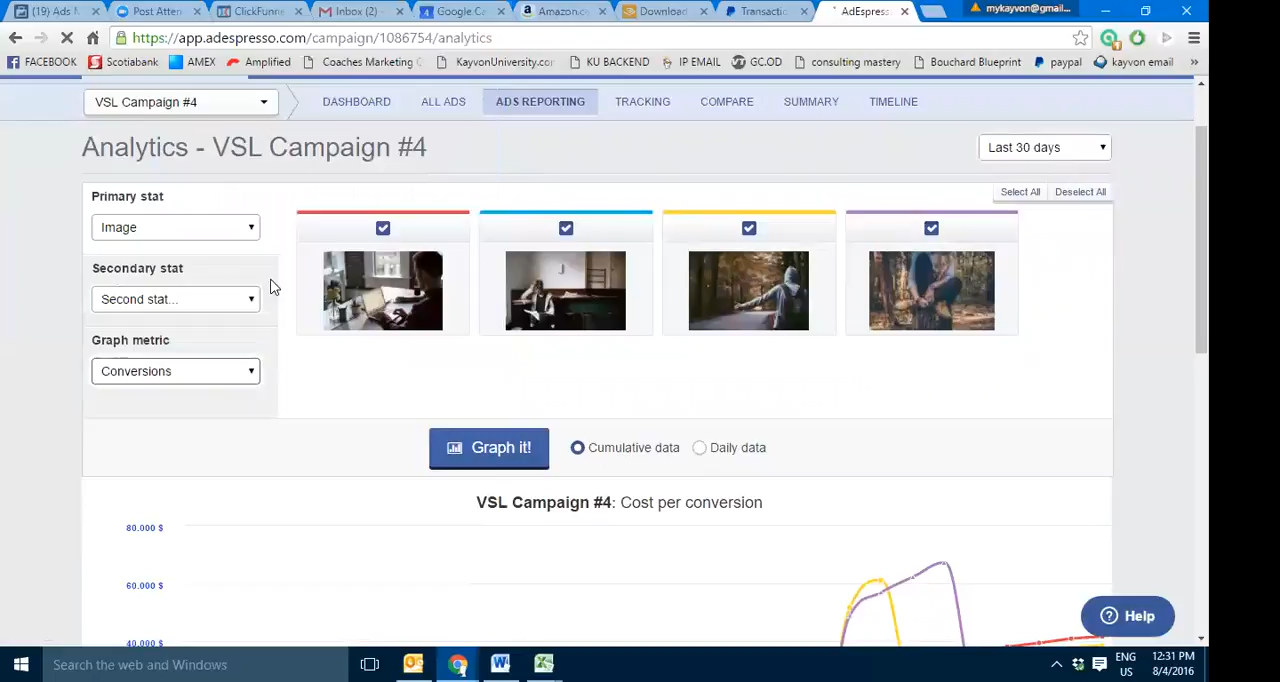 (19) Ads M
Post Atten
ClickFunne
Inbox (2) -
Google Ca
Amazon.c
Download
Transactio
AdEspress
mykayvon@gmail...
https://app.adespresso.com/campaign/1086754/analytics
FACEBOOK
Scotiabank
AMEX
Amplified
Coaches Marketing
KayvonUniversity.co
KU BACKEND
IP EMAIL
GC.OD
consulting mastery
Bouchard Blueprint
paypal
kayvon email
»
VSL Campaign #4
DASHBOARD
ALL ADS
ADS REPORTING
TRACKING
COMPARE
SUMMARY
TIMELINE
Analytics - VSL Campaign #4
Last 30 days
Primary stat
Select All
Deselect All
Image
Secondary stat
Second stat...
Graph metric
Conversions
Graph it!
Cumulative data
Daily data
VSL Campaign #4: Cost per conversion
80.000 $
60.000 $
40.000 $
Help
Search the web and Windows
ENG
US
12:31 PM
8/4/2016